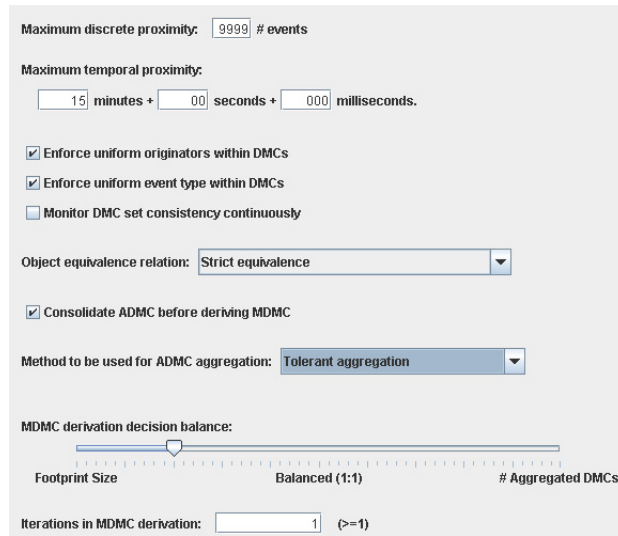 Maximum discrete proximity: 9999 # events
Maximum temporal proximity:
15 minutes + 00 seconds + 000 milliseconds.
Enforce uniform originators within DMCs
Enforce uniform event type within DMCs
Monitor DMC set consistency continuously
Object equivalence relation: Strict equivalence
Consolidate ADMC before deriving MDMC
Method to be used for ADMC aggregation: Tolerant aggregation
MDMC derivation decision balance:
Footprint Size Balanced (1:1) # Aggregated DMCs
Iterations in MDMC derivation: 1 (>=1)